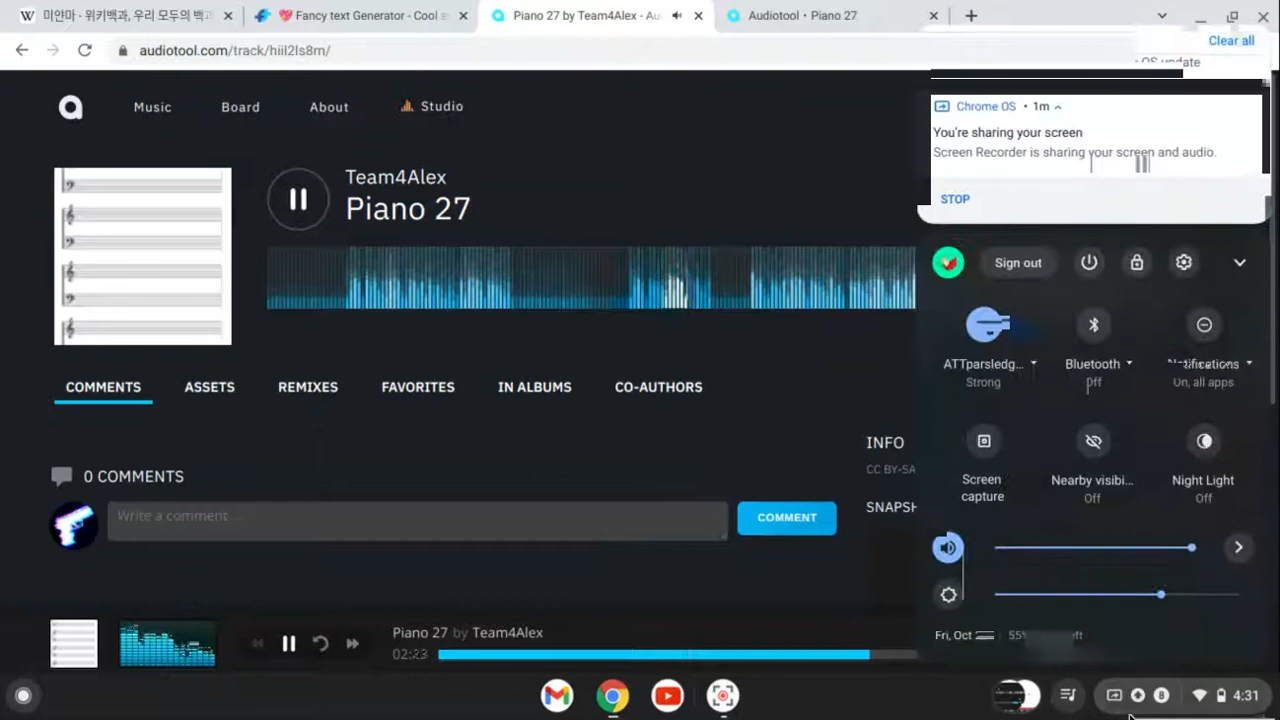 미얀마 - 위키백과, 우리 모두의 백과
💖 Fancy text Generator - Cool s
Piano 27 by Team4Alex - Au
Audiotool • Piano 27
audiotool.com/track/hiil2ls8m/
Clear all
OS update
Chrome OS • 1m
You're sharing your screen
Screen Recorder is sharing your screen and audio.
STOP
Music
Board
About
Studio
Team4Alex
Piano 27
Sign out
ATTparsledg...
Strong
Bluetooth
Off
Notifications
On, all apps
Screen capture
Nearby visibi...
Off
Night Light
Off
COMMENTS
ASSETS
REMIXES
FAVORITES
IN ALBUMS
CO-AUTHORS
INFO
CC BY-SA
0 COMMENTS
SNAPSH
Write a comment ...
COMMENT
Fri, Oct
55%
Piano 27 by Team4Alex
02:23
4:31